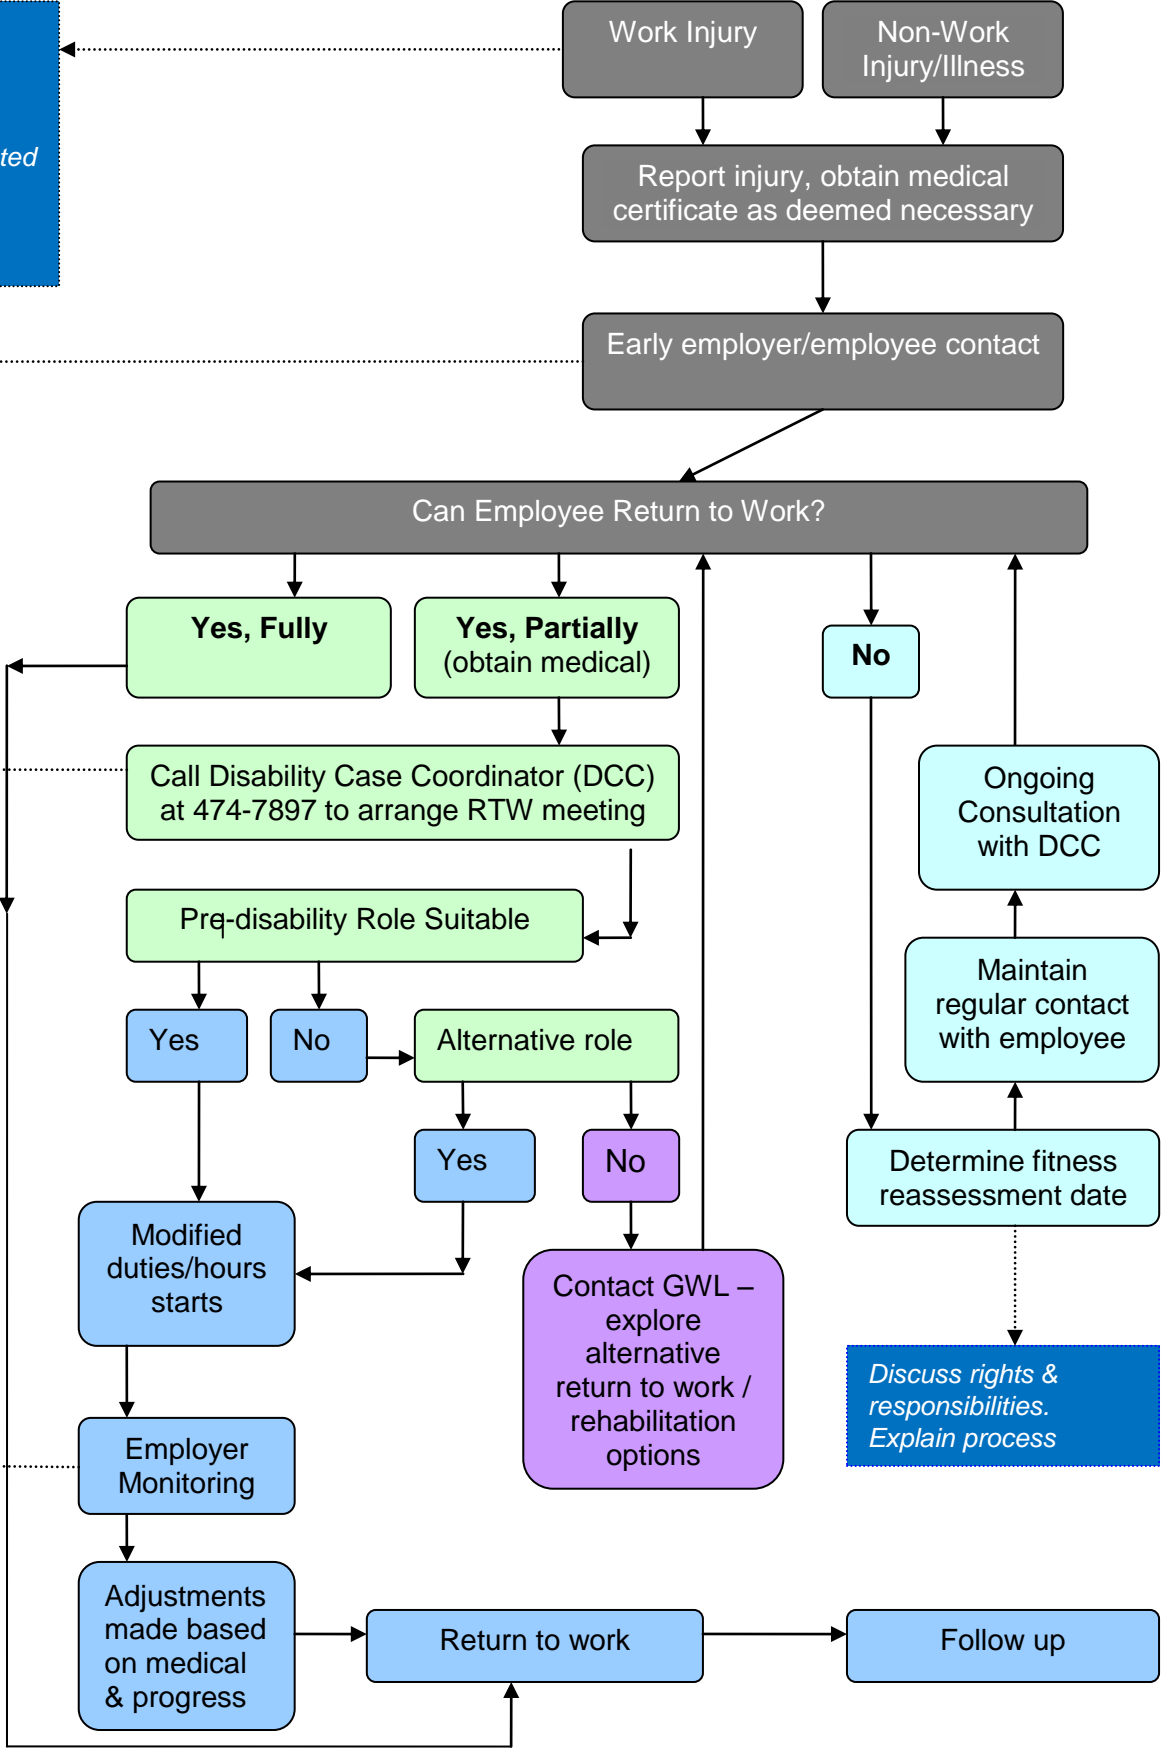 Work Injury
Non-Work
Injury/Illness
ted
Report injury, obtain medical
certificate as deemed necessary
Early employer/employee contact
Can Employee Return to Work?
Yes, Fully
Yes, Partially
(obtain medical)
No
Call Disability Case Coordinator (DCC)
at 474-7897 to arrange RTW meeting
Ongoing
Consultation
with DCC
Pre-disability Role Suitable
Maintain
regular contact
with employee
Yes
No
Alternative role
Yes
No
Determine fitness
reassessment date
Modified
duties/hours
starts
Contact GWL –
explore
alternative
return to work /
rehabilitation
options
Discuss rights &
responsibilities.
Explain process
Employer
Monitoring
Adjustments
made based
on medical
& progress
Return to work
Follow up